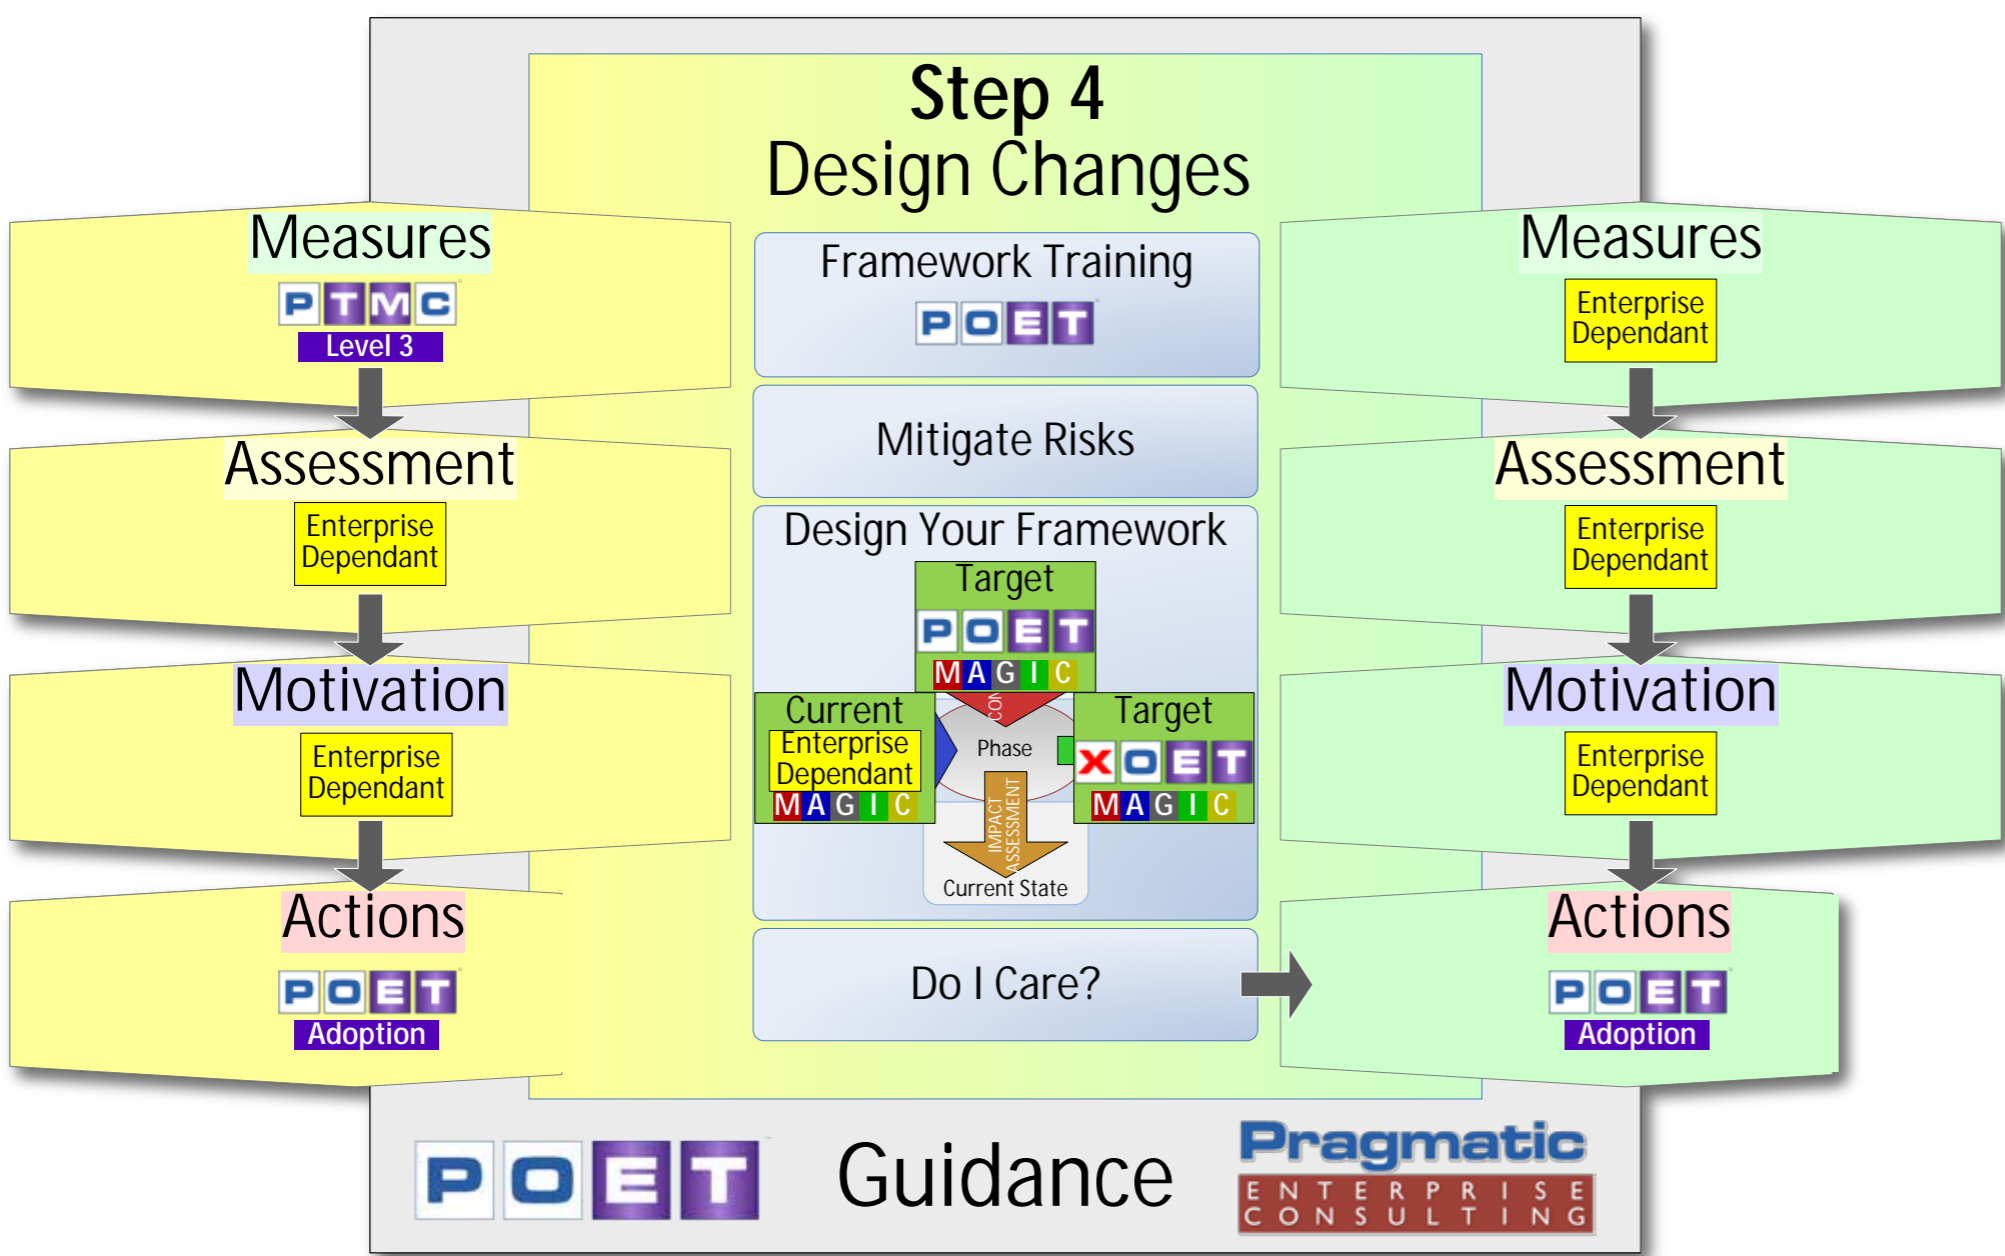 Step 4
Design Changes
Measures
PTMC
Level 3
Assessment
Enterprise
Dependant
Motivation
Enterprise
Dependant
Actions
POET
Adoption
Framework Training
POET
Mitigate Risks
Design Your Framework
Target
POET
MAGIC
Current
Enterprise
Dependant
MAGIC
CON
Phase
Target
XOET
MAGIC
IMPACT
ASSESSMENT
Current State
Do I Care?
Measures
Enterprise
Dependant
Assessment
Enterprise
Dependant
Motivation
Enterprise
Dependant
Actions
POET
Adoption
POET Guidance
Pragmatic
ENTERPRISE
CONSULTING